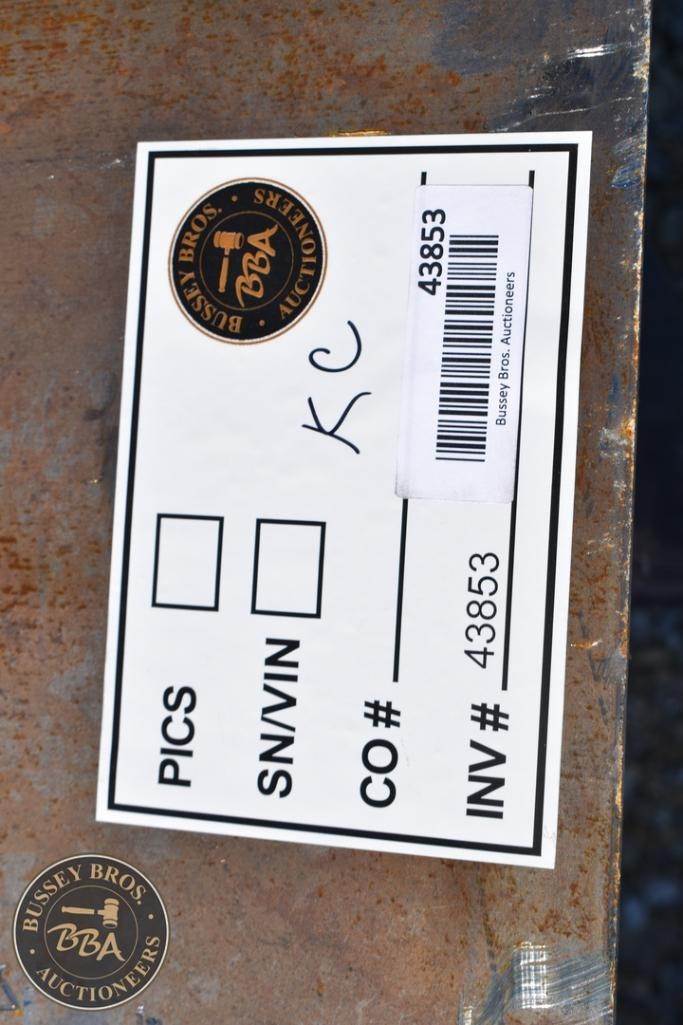 BUSSEY BROS. · AUCTIONEERS ·
BBA
PICS
SN/VIN
KC
CO #
INV # 43853
43853
Bussey Bros. Auctioneers
BUSSEY BROS. · AUCTIONEERS ·
BBA